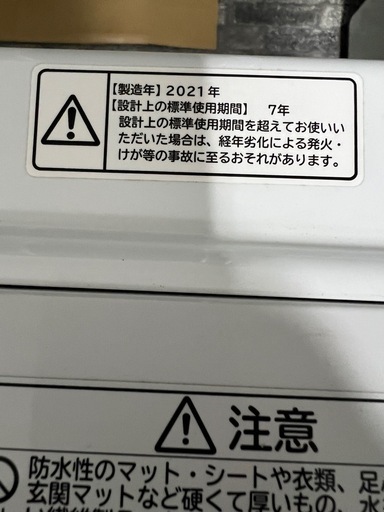 【製造年】2021年
【設計上の標準使用期間】 7年
設計上の標準使用期間を超えてお使いい
ただいた場合は、経年劣化による発火・
けが等の事故に至るおそれがあります。
注意
防水性のマット・シートや衣類、足
玄関マットなど硬くて厚いもの、水